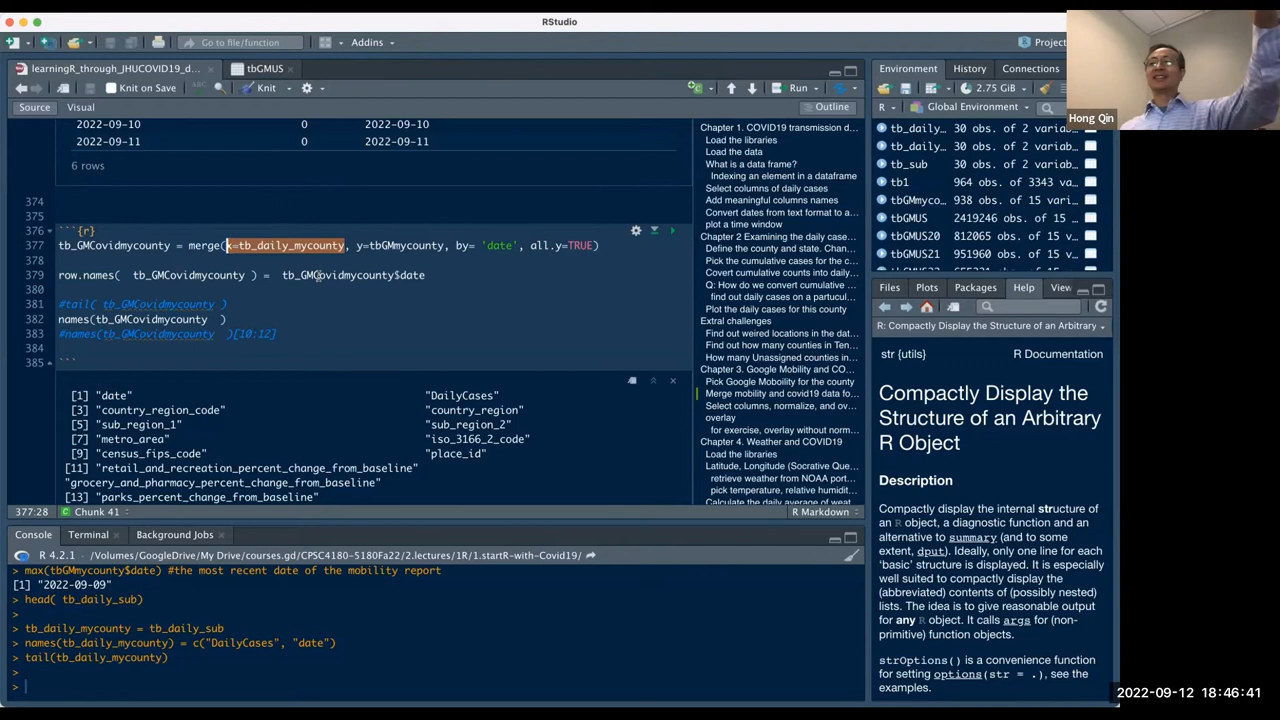 RStudio
Go to file/function
Addins
Project
learningR_through_JHUCOVID19_d...
tbGMUS
Knit on Save
Knit
Run
Source
Visual
Outline
2022-09-10 0 2022-09-10
2022-09-11 0 2022-09-11
6 rows
374
375
376 ```{r}
377 tb_GMCovidmycounty = merge(x=tb_daily_mycounty, y=tbGMmycounty, by= 'date', all.y=TRUE)
378
379 row.names( tb_GMCovidmycounty ) = tb_GMCovidmycounty$date
380
381 #tail( tb_GMCovidmycounty )
382 names(tb_GMCovidmycounty )
383 #names(tb_GMCovidmycounty )[10:12]
384
385 ```
[1] "date" "DailyCases"
[3] "country_region_code" "country_region"
[5] "sub_region_1" "sub_region_2"
[7] "metro_area" "iso_3166_2_code"
[9] "census_fips_code" "place_id"
[11] "retail_and_recreation_percent_change_from_baseline"
"grocery_and_pharmacy_percent_change_from_baseline"
[13] "parks_percent_change_from_baseline"
377:28 Chunk 41 R Markdown
Chapter 1. COVID19 transmission d...
Load the libraries
Load the data
What is a data frame?
Indexing an element in a dataframe
Select columns of daily cases
Add meaningful columns names
Convert dates from text format to a...
plot a time window
Chapter 2 Examining the daily case...
Define the county and state. Chan...
Pick the cumulative cases for the c...
Covert cumulative counts into daily...
Q: How do we convert cumulative ...
find out daily cases on a partucul...
Plot the daily cases for this county
Extral challenges
Find out weired locations in the dat...
Find out how many counties in Ten...
How many Unassigned counties in...
Chapter 3. Google Mobility and CO...
Pick Google Moboility for the county
Merge mobility and covid19 data fo...
Select columns, normalize, and ov...
overlay
for exercise, overlay without norm...
Chapter 4. Weather and COVID19
Load the libraries
Latitude, Longitude (Socrative Que...
retrieve weather from NOAA port...
pick temperature, relative humidit...
Calculate the daily average of weat...
Console
Terminal
Background Jobs
R 4.2.1 · /Volumes/GoogleDrive/My Drive/courses.gd/CPSC4180-5180Fa22/2.lectures/1R/1.startR-with-Covid19/
> max(tbGMmycounty$date) #the most recent date of the mobility report
[1] "2022-09-09"
> head( tb_daily_sub)
>
> tb_daily_mycounty = tb_daily_sub
> names(tb_daily_mycounty) = c("DailyCases", "date")
> tail(tb_daily_mycounty)
>
>
Environment
History
Connections
2.75 GiB
R
Global Environment
tb_daily... 30 obs. of 2 variab...
tb_daily... 30 obs. of 2 variab...
tb_sub 30 obs. of 2 variab...
tb1 964 obs. of 3343 va...
tbGMmyco... 938 obs. of 15 vari...
tbGMUS 2419246 obs. of 15 ...
tbGMUS20 812065 obs. of 15 v...
tbGMUS21
Files
Plots
Packages
Help
View
R: Compactly Display the Structure of an Arbitrary
str {utils} R Documentation
Compactly Display the
Structure of an Arbitrary
R Object
Description
Compactly display the internal structure of
an R object, a diagnostic function and an
alternative to summary (and to some
extent, dput). Ideally, only one line for each
‘basic’ structure is displayed. It is especially
well suited to compactly display the
(abbreviated) contents of (possibly nested)
lists. The idea is to give reasonable output
for any R object. It calls args for (non-
primitive) function objects.
strOptions() is a convenience function
for setting options(str = .), see the
examples.
Hong Qin
2022-09-12 18:46:41